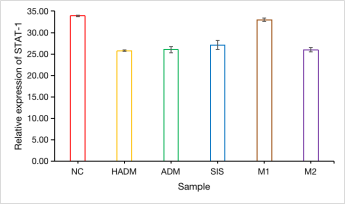 Relative expression of STAT-1
35.00
30.00
25.00
20.00
15.00
10.00
5.00
0.00
NC HADM ADM SIS M1 M2
Sample